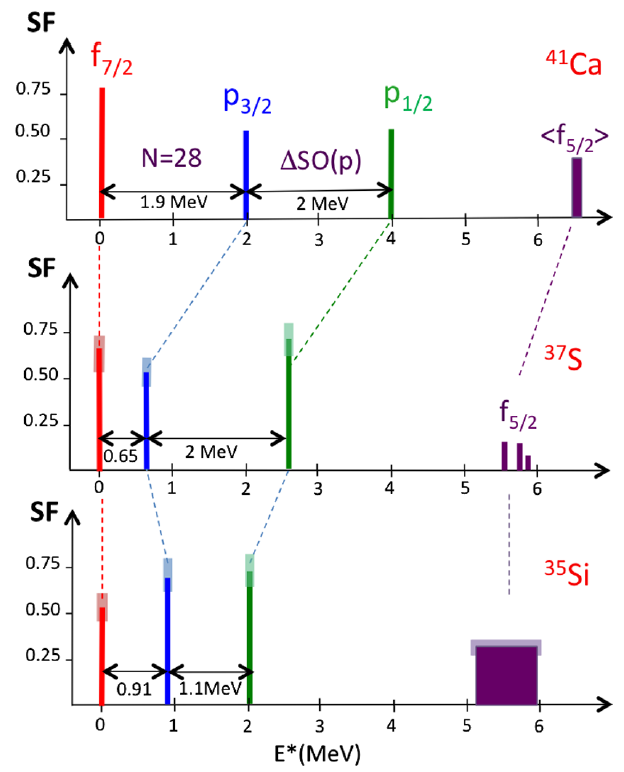 SF
f7/2
41Ca
0.75
p3/2
p1/2
0.50
N=28
ΔSO(p)
<f5/2>
0.25
1.9 MeV
2 MeV
0 1 2 3 4 5 6
SF
0.75
37S
0.50
f5/2
0.25
0.65
2 MeV
0 1 2 3 4 5 6
SF
0.75
35Si
0.50
0.25
0.91
1.1MeV
0 1 2 3 4 5 6
E*(MeV)